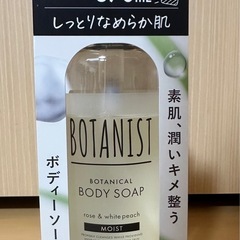 しっとりなめらか肌
素肌、潤いキメ整う
BOTANIST
BOTANICAL
BODY SOAP
rose & white peach
MOIST
ボディーソー